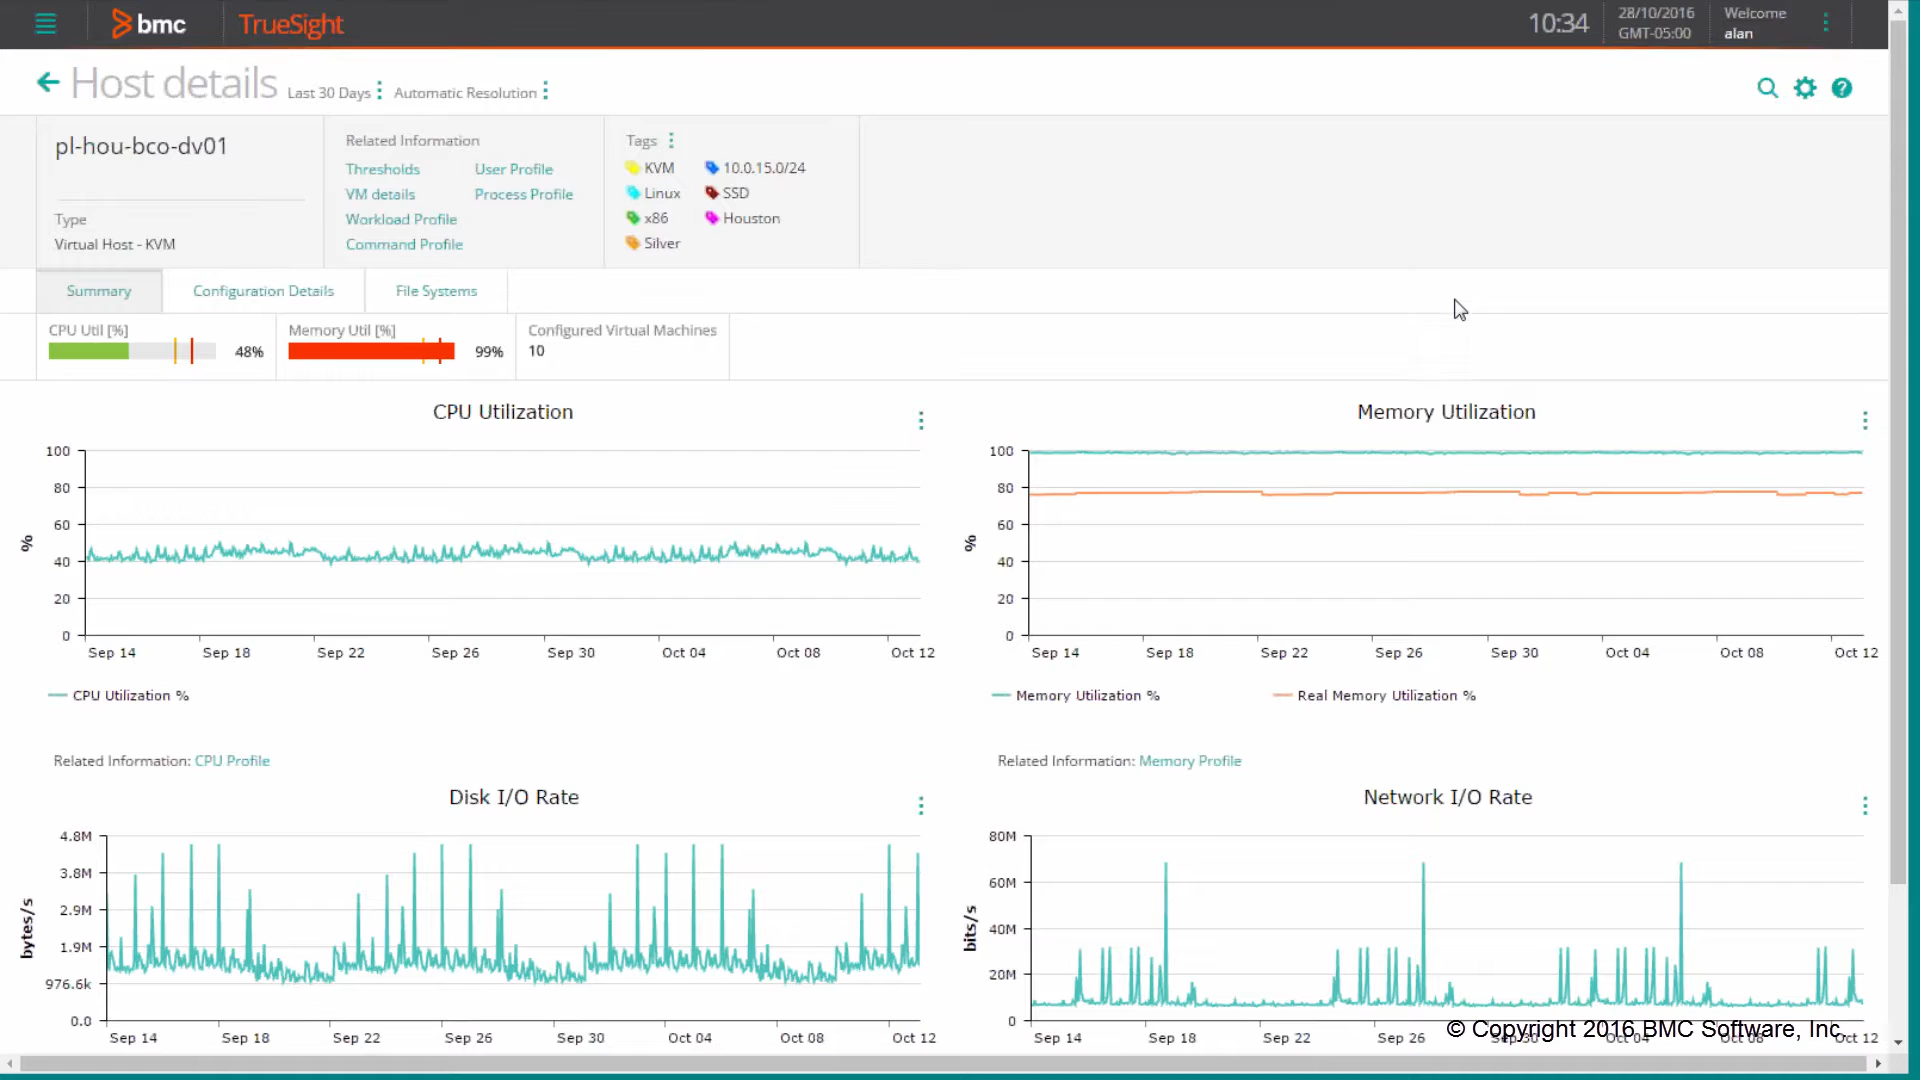 bmc TrueSight 10:34 28/10/2016 Welcome
GMT-05:00 alan
Host details Last 30 Days Automatic Resolution
pl-hou-bco-dv01
Type
Virtual Host - KVM
Related Information
Thresholds User Profile
VM details Process Profile
Workload Profile
Command Profile
Tags
KVM 10.0.15.0/24
Linux SSD
x86 Houston
Silver
Summary Configuration Details File Systems
CPU Util [%]
48%
Memory Util [%]
99%
Configured Virtual Machines
10
CPU Utilization
100
80
60
40
20
0
%
Sep 14 Sep 18 Sep 22 Sep 26 Sep 30 Oct 04 Oct 08 Oct 12
CPU Utilization %
Related Information: CPU Profile
Memory Utilization
100
80
60
40
20
0
%
Sep 14 Sep 18 Sep 22 Sep 26 Sep 30 Oct 04 Oct 08 Oct 12
Memory Utilization % Real Memory Utilization %
Related Information: Memory Profile
Disk I/O Rate
4.8M
3.8M
2.9M
1.9M
976.6k
0.0
bytes/s
Sep 14 Sep 18 Sep 22 Sep 26 Sep 30 Oct 04 Oct 08 Oct 12
Network I/O Rate
80M
60M
40M
20M
0
bits/s
Sep 14 Sep 18 Sep 22 Sep 26 Sep 30 Oct 04 Oct 08 Oct 12
© Copyright 2016 BMC Software, Inc.